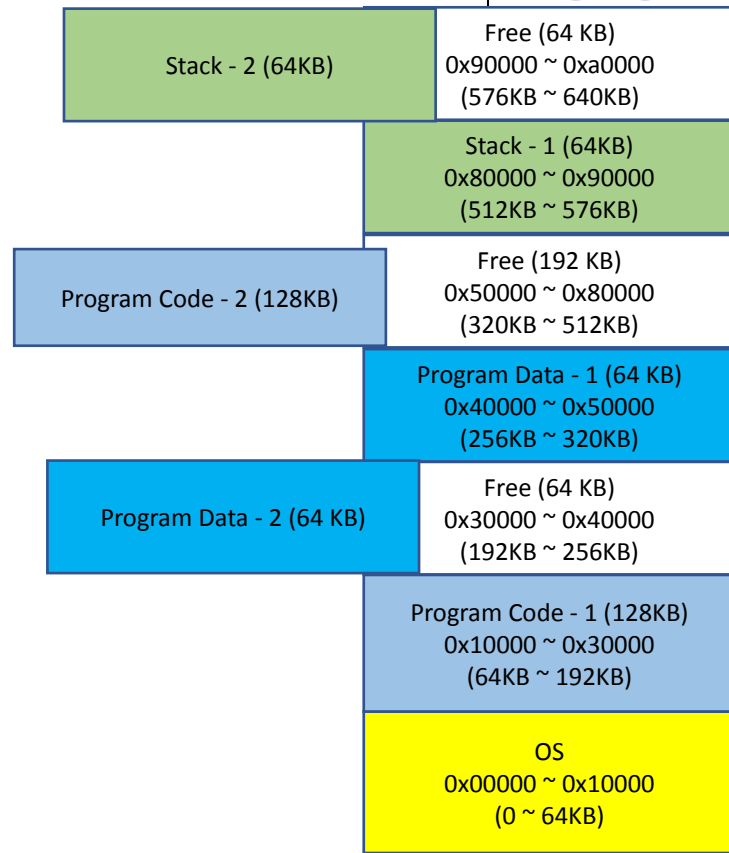 Free (64 KB)
0x90000 ~ 0xa0000
(576KB ~ 640KB)
Stack - 2 (64KB)
Stack - 1 (64KB)
0x80000 ~ 0x90000
(512KB ~ 576KB)
Free (192 KB)
0x50000 ~ 0x80000
(320KB ~ 512KB)
Program Code - 2 (128KB)
Program Data - 1 (64 KB)
0x40000 ~ 0x50000
(256KB ~ 320KB)
Free (64 KB)
0x30000 ~ 0x40000
(192KB ~ 256KB)
Program Data - 2 (64 KB)
Program Code - 1 (128KB)
0x10000 ~ 0x30000
(64KB ~ 192KB)
OS
0x00000 ~ 0x10000
(0 ~ 64KB)